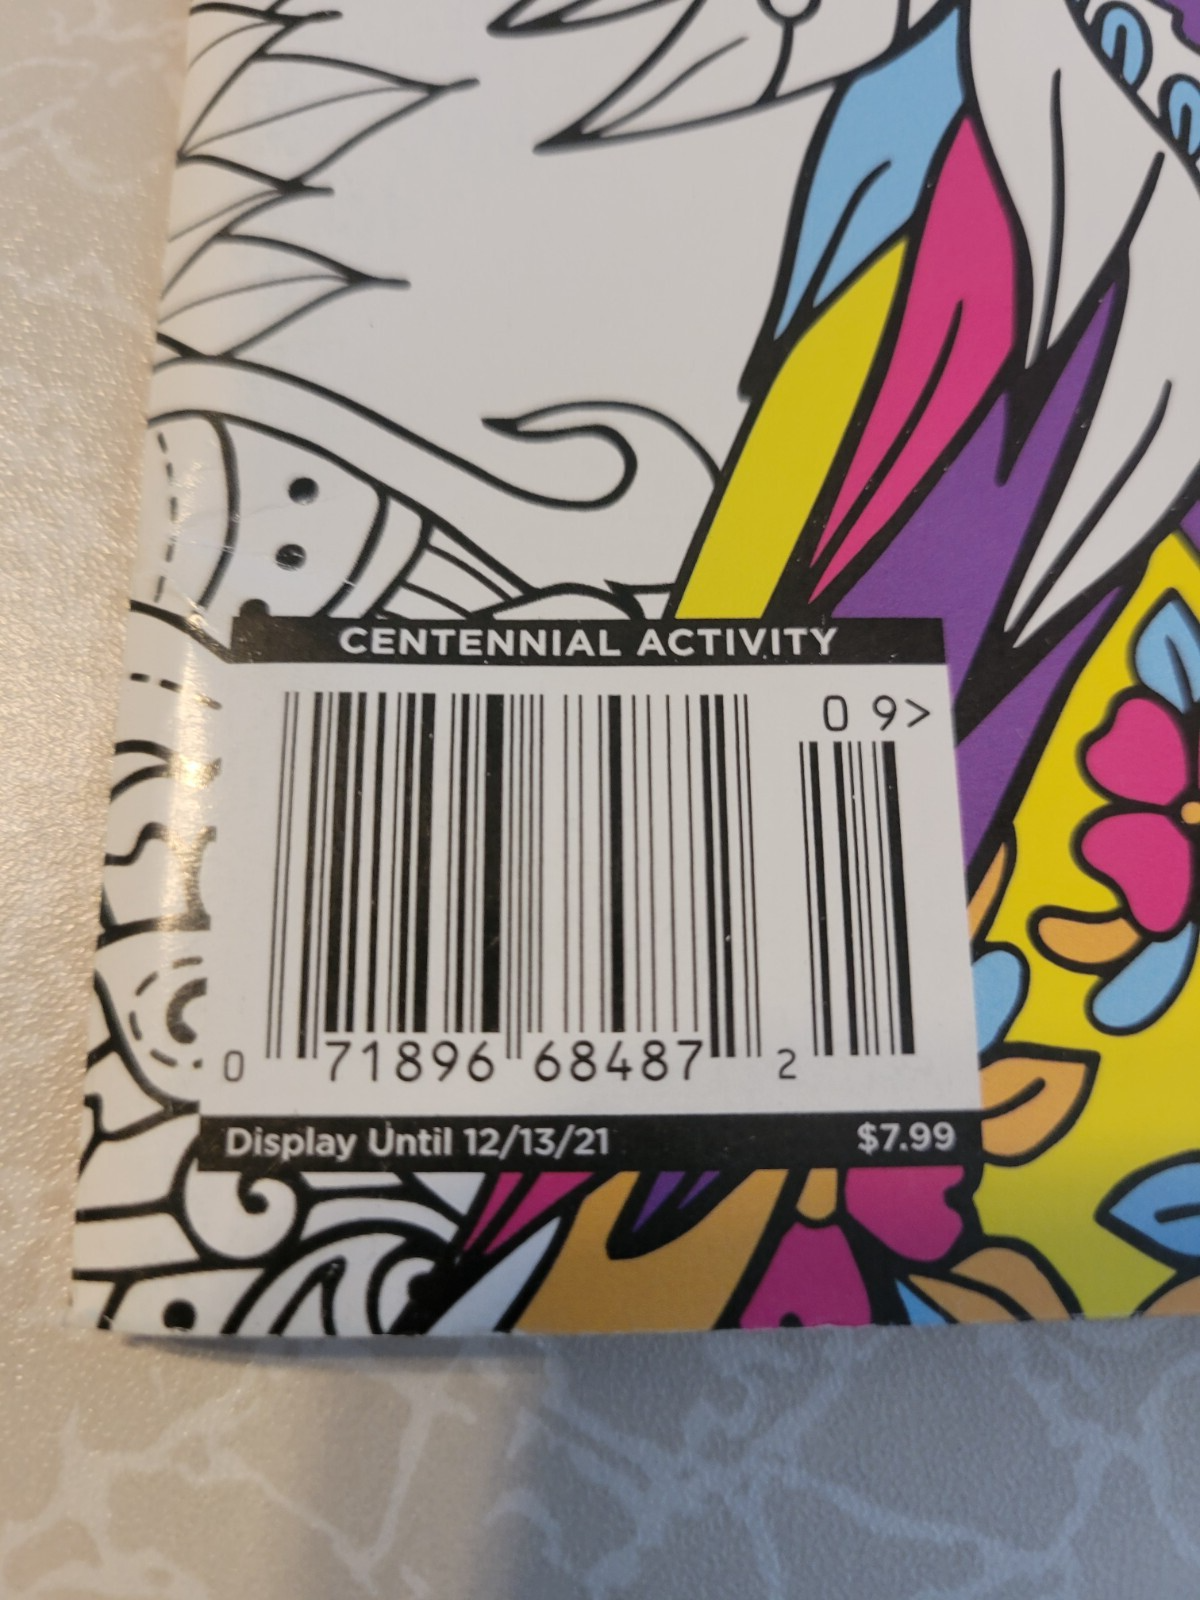 CENTENNIAL ACTIVITY
0 9>
0 71896 68487 2
Display Until 12/13/21 $7.99